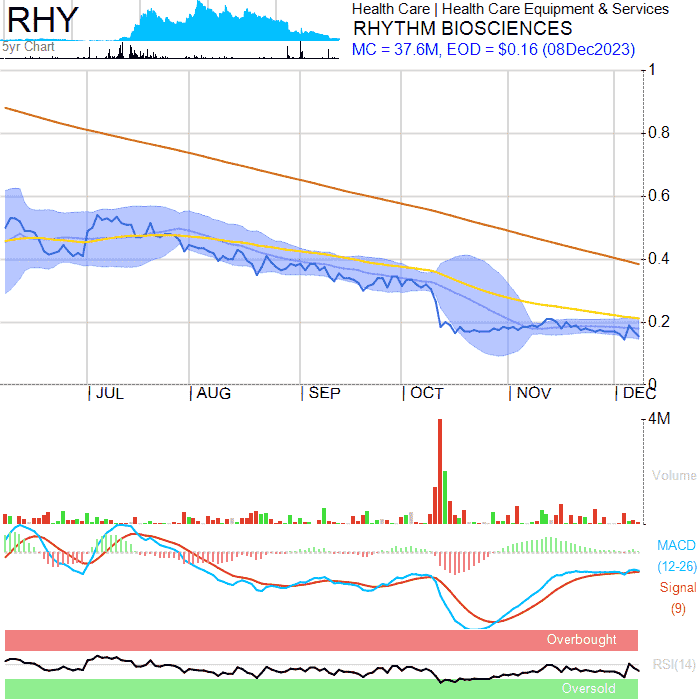 RHY
5yr Chart
Health Care | Health Care Equipment & Services
RHYTHM BIOSCIENCES
MC = 37.6M, EOD = $0.16 (08Dec2023)
1
0.8
0.6
0.4
0.2
0
JUL AUG SEP OCT NOV DEC
4M
Volume
MACD
(12-26)
Signal
(9)
Overbought
RSI(14)
Oversold